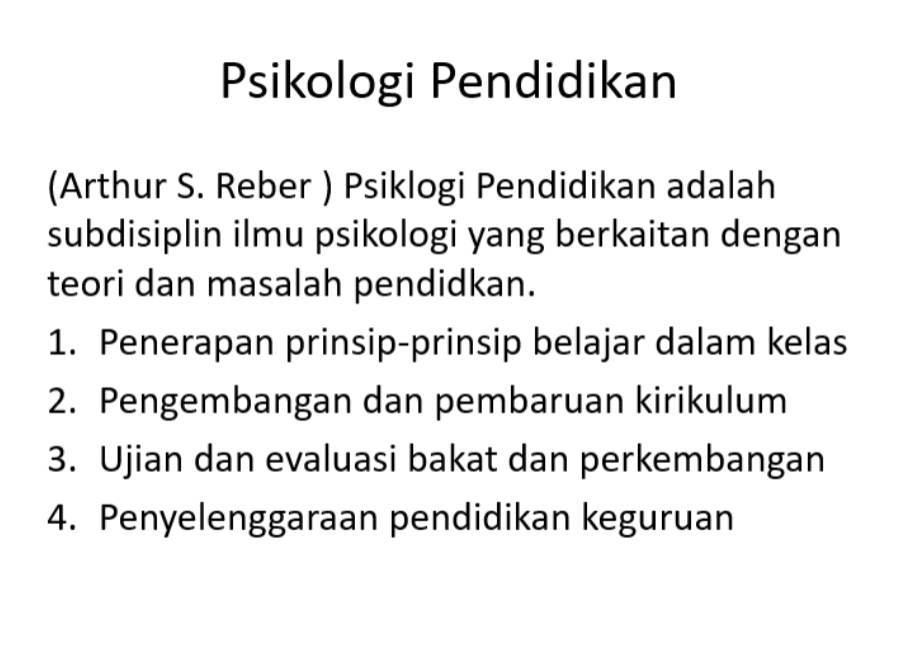 Psikologi Pendidikan
(Arthur S. Reber ) Psiklogi Pendidikan adalah
subdisiplin ilmu psikologi yang berkaitan dengan
teori dan masalah pendidkan.
1. Penerapan prinsip-prinsip belajar dalam kelas
2. Pengembangan dan pembaruan kirikulum
3. Ujian dan evaluasi bakat dan perkembangan
4. Penyelenggaraan pendidikan keguruan